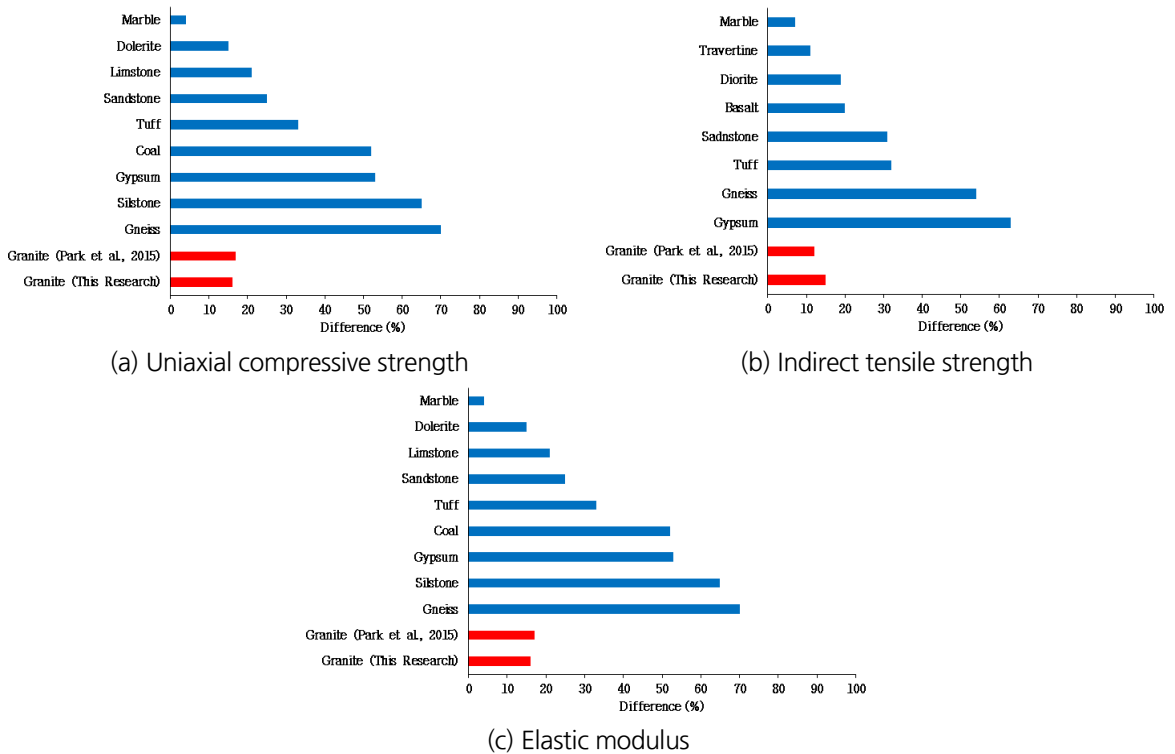 Marble
Dolerite
Limstone
Sandstone
Tuff
Coal
Gypsum
Silstone
Gneiss
Granite (Park et al., 2015)
Granite (This Research)
0 10 20 30 40 50 60 70 80 90 100
Difference (%)
(a) Uniaxial compressive strength
Marble
Travertine
Diorite
Basalt
Sadnstone
Tuff
Gneiss
Gypsum
Granite (Park et al., 2015)
Granite (This Research)
0 10 20 30 40 50 60 70 80 90 100
Difference (%)
(b) Indirect tensile strength
Marble
Dolerite
Limstone
Sandstone
Tuff
Coal
Gypsum
Silstone
Gneiss
Granite (Park et al., 2015)
Granite (This Research)
0 10 20 30 40 50 60 70 80 90 100
Difference (%)
(c) Elastic modulus